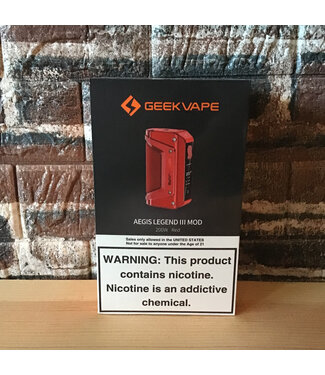 GEEKVAPE
AEGIS LEGEND III MOD
200W Red
Sales only allowed in the UNITED STATES
Not for sale to anyone under the Age of 21
WARNING: This product
contains nicotine.
Nicotine is an addictive
chemical.